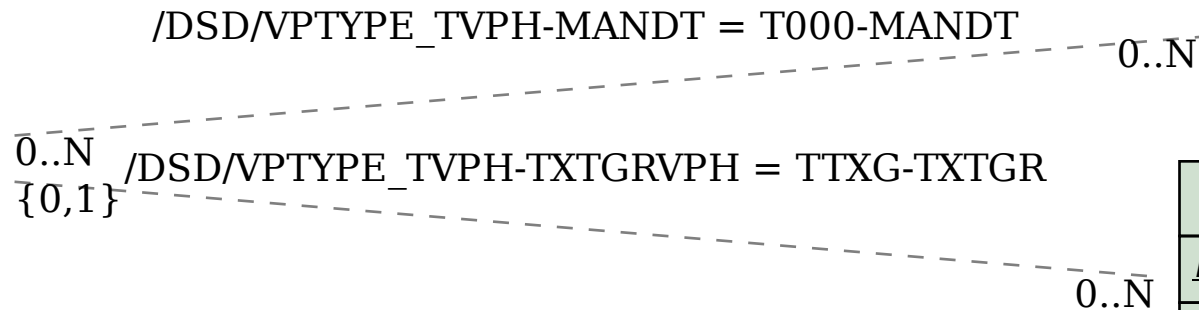 /DSD/VPTYPE_TVPH-MANDT = T000-MANDT
0..N
0..N
/DSD/VPTYPE_TVPH-TXTGRVPH = TTXG-TXTGR
{0,1}
0..N